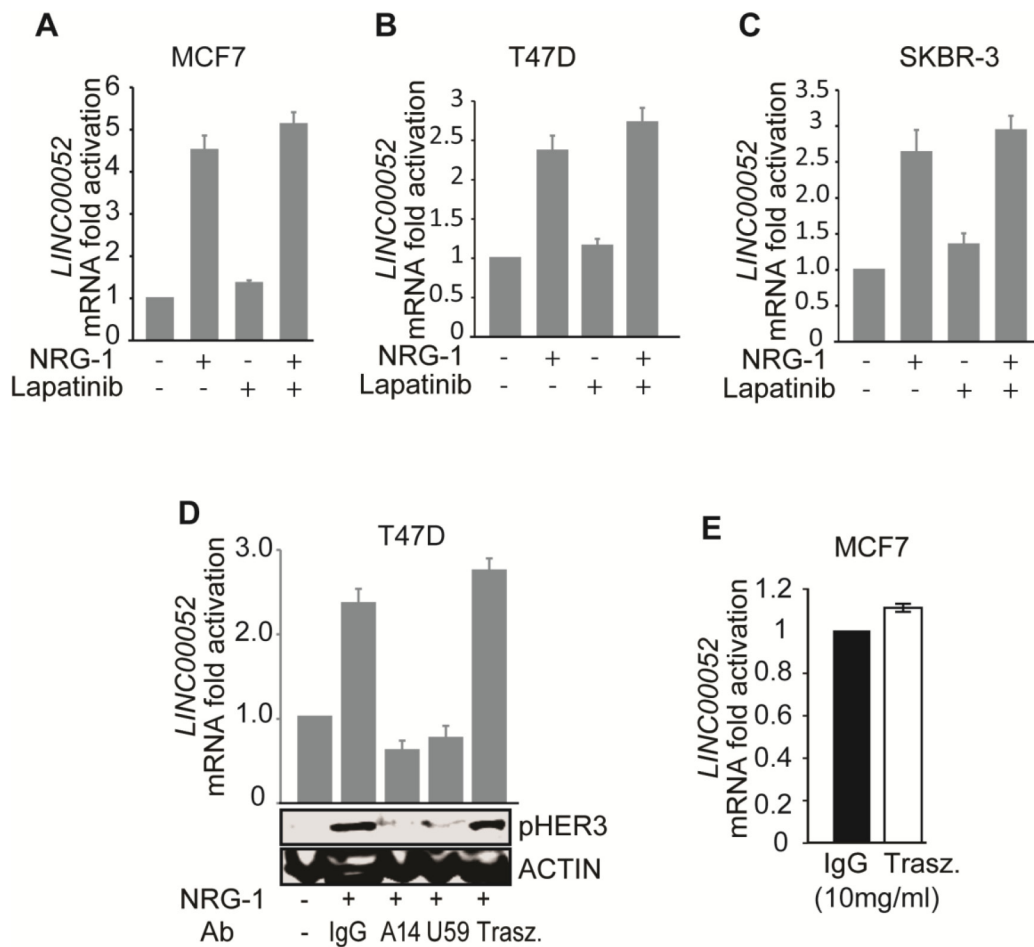 A
MCF7
LINC00052
mRNA fold activation
6
5
4
3
2
1
0
NRG-1 - + - +
Lapatinib - - + +
B
T47D
LINC00052
mRNA fold activation
3
2.5
2
1.5
1
0.5
0
NRG-1 - + - +
Lapatinib - - + +
C
SKBR-3
LINC00052
mRNA fold activation
3.5
3
2.5
2.0
1.5
1.0
0.5
0
NRG-1 - + - +
Lapatinib - - + +
D
T47D
LINC00052
mRNA fold activation
3.0
2.0
1.0
0
pHER3
ACTIN
NRG-1 - + + + +
Ab - IgG A14 U59 Trasz.
E
MCF7
LINC00052
mRNA fold activation
1.2
1
0.8
0.6
0.4
0.2
0
IgG Trasz.
(10mg/ml)